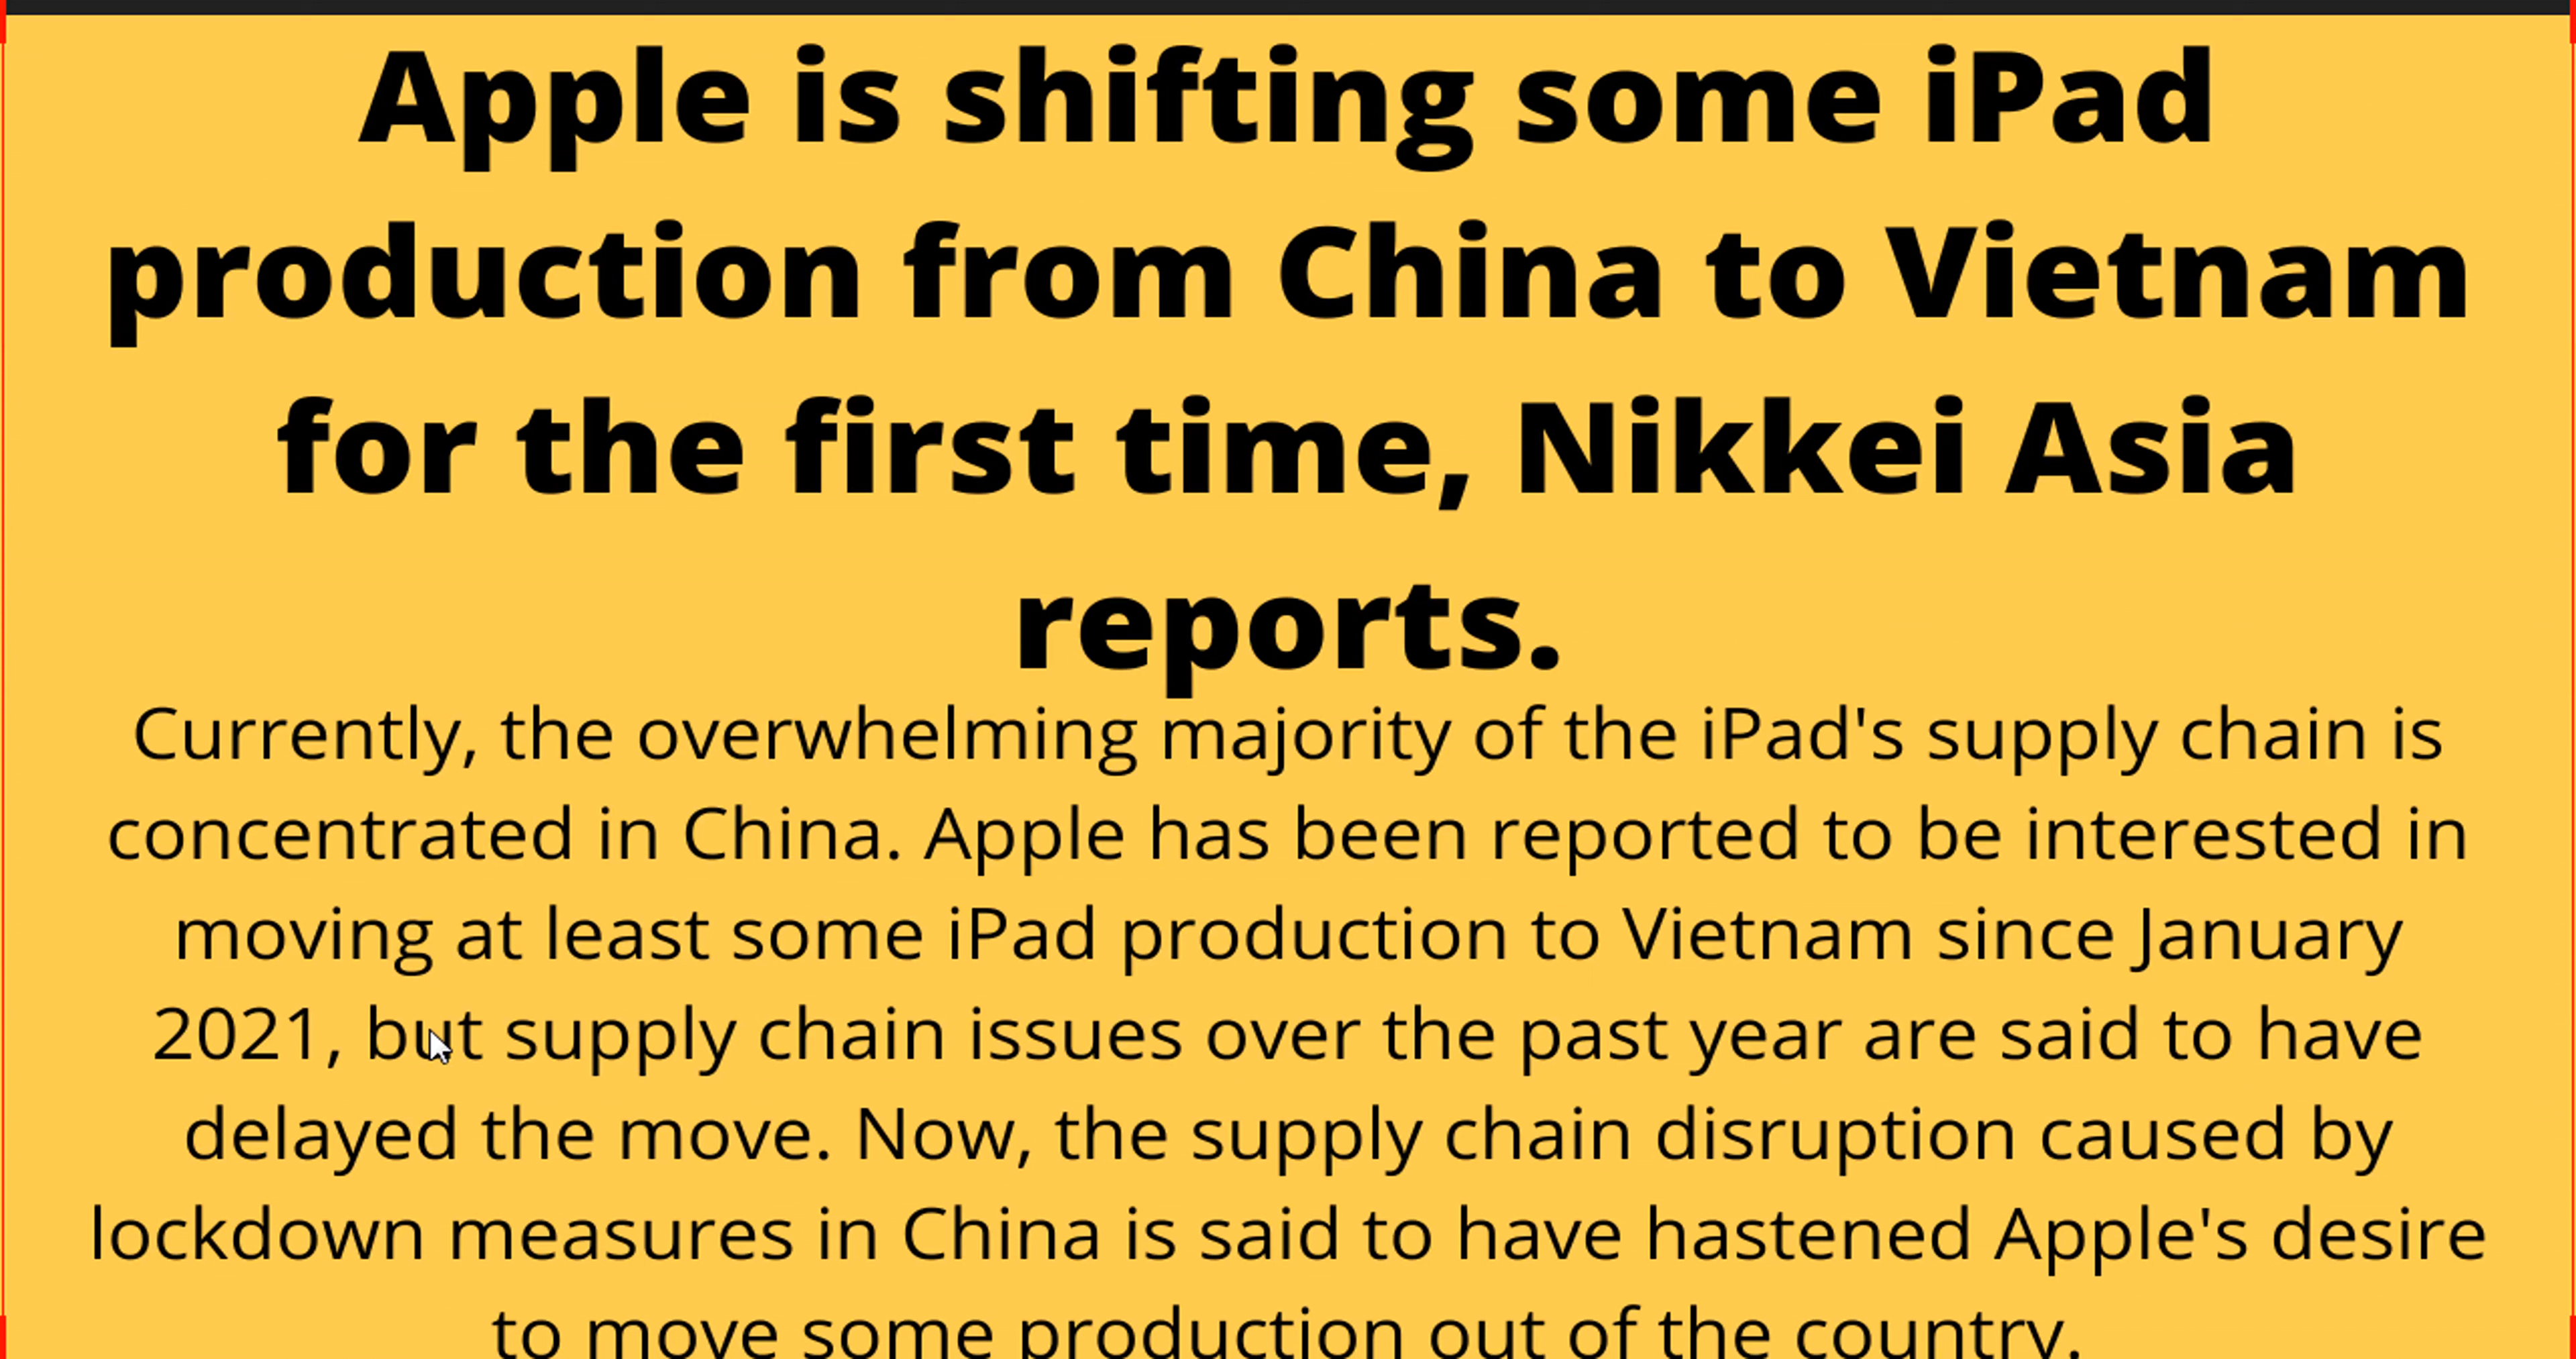 Apple is shifting some iPad
production from China to Vietnam
for the first time, Nikkei Asia
reports.
Currently, the overwhelming majority of the iPad's supply chain is
concentrated in China. Apple has been reported to be interested in
moving at least some iPad production to Vietnam since January
2021, but supply chain issues over the past year are said to have
delayed the move. Now, the supply chain disruption caused by
lockdown measures in China is said to have hastened Apple's desire
to move some production out of the country.